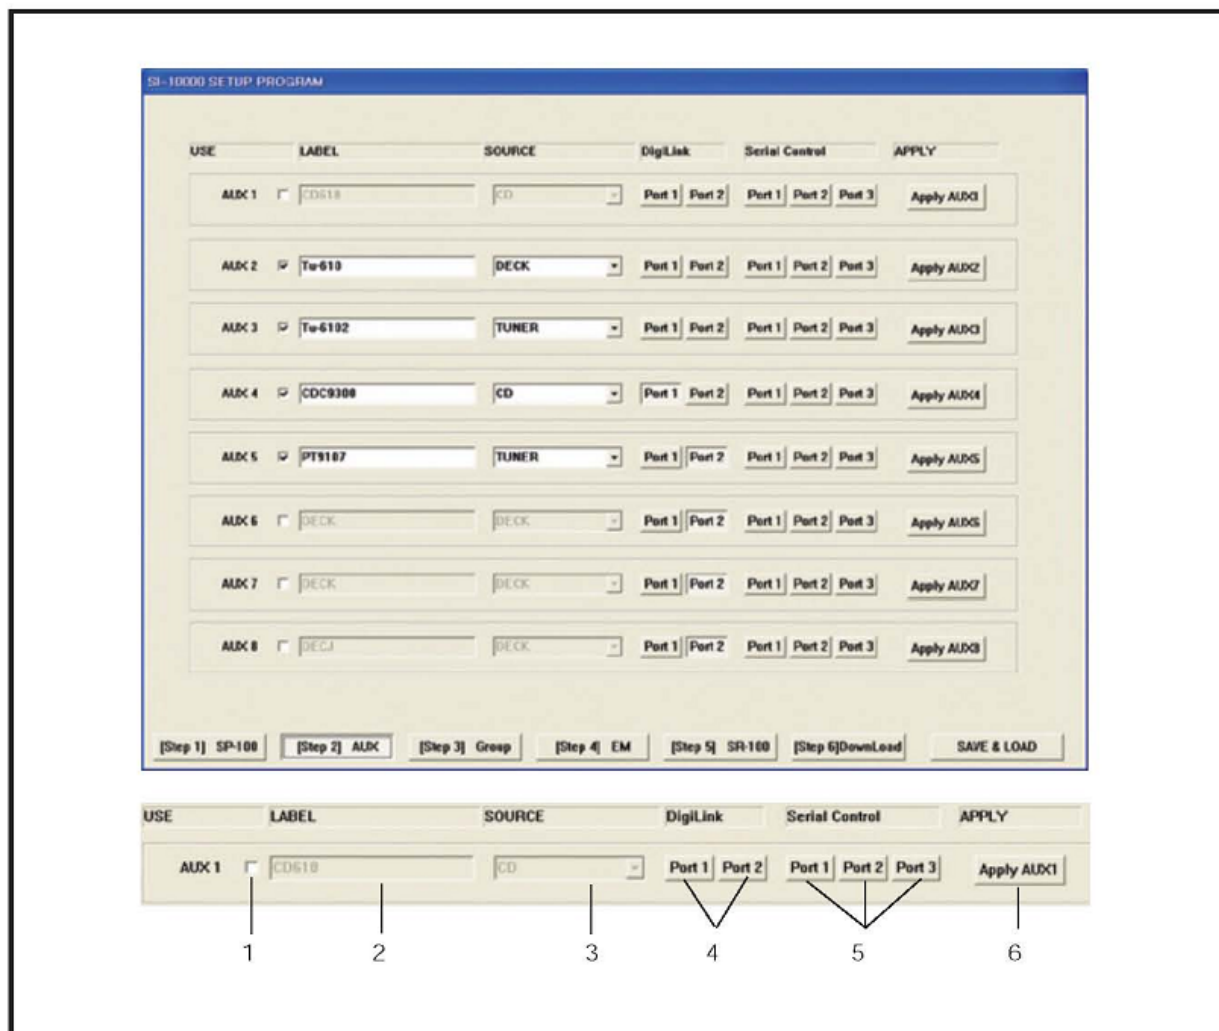 SI-10000 SETUP PROGRAM
USE LABEL SOURCE DigiLink Serial Control APPLY
AUX 1 CD610 CD Port 1 Port 2 Port 1 Port 2 Port 3 Apply AUX1
AUX 2 Tu-610 DECK Port 1 Port 2 Port 1 Port 2 Port 3 Apply AUX2
AUX 3 Tu-6102 TUNER Port 1 Port 2 Port 1 Port 2 Port 3 Apply AUX3
AUX 4 CDC9300 CD Port 1 Port 2 Port 1 Port 2 Port 3 Apply AUX4
AUX 5 PT9107 TUNER Port 1 Port 2 Port 1 Port 2 Port 3 Apply AUX5
AUX 6 DECK DECK Port 1 Port 2 Port 1 Port 2 Port 3 Apply AUX6
AUX 7 DECK DECK Port 1 Port 2 Port 1 Port 2 Port 3 Apply AUX7
AUX 8 DECJ DECK Port 1 Port 2 Port 1 Port 2 Port 3 Apply AUX8
[Step 1] SP-100 [Step 2] AUX [Step 3] Group [Step 4] EM [Step 5] SR-100 [Step 6]DownLoad SAVE & LOAD
USE LABEL SOURCE DigiLink Serial Control APPLY
AUX 1 CD610 CD Port 1 Port 2 Port 1 Port 2 Port 3 Apply AUX1
1 2 3 4 5 6